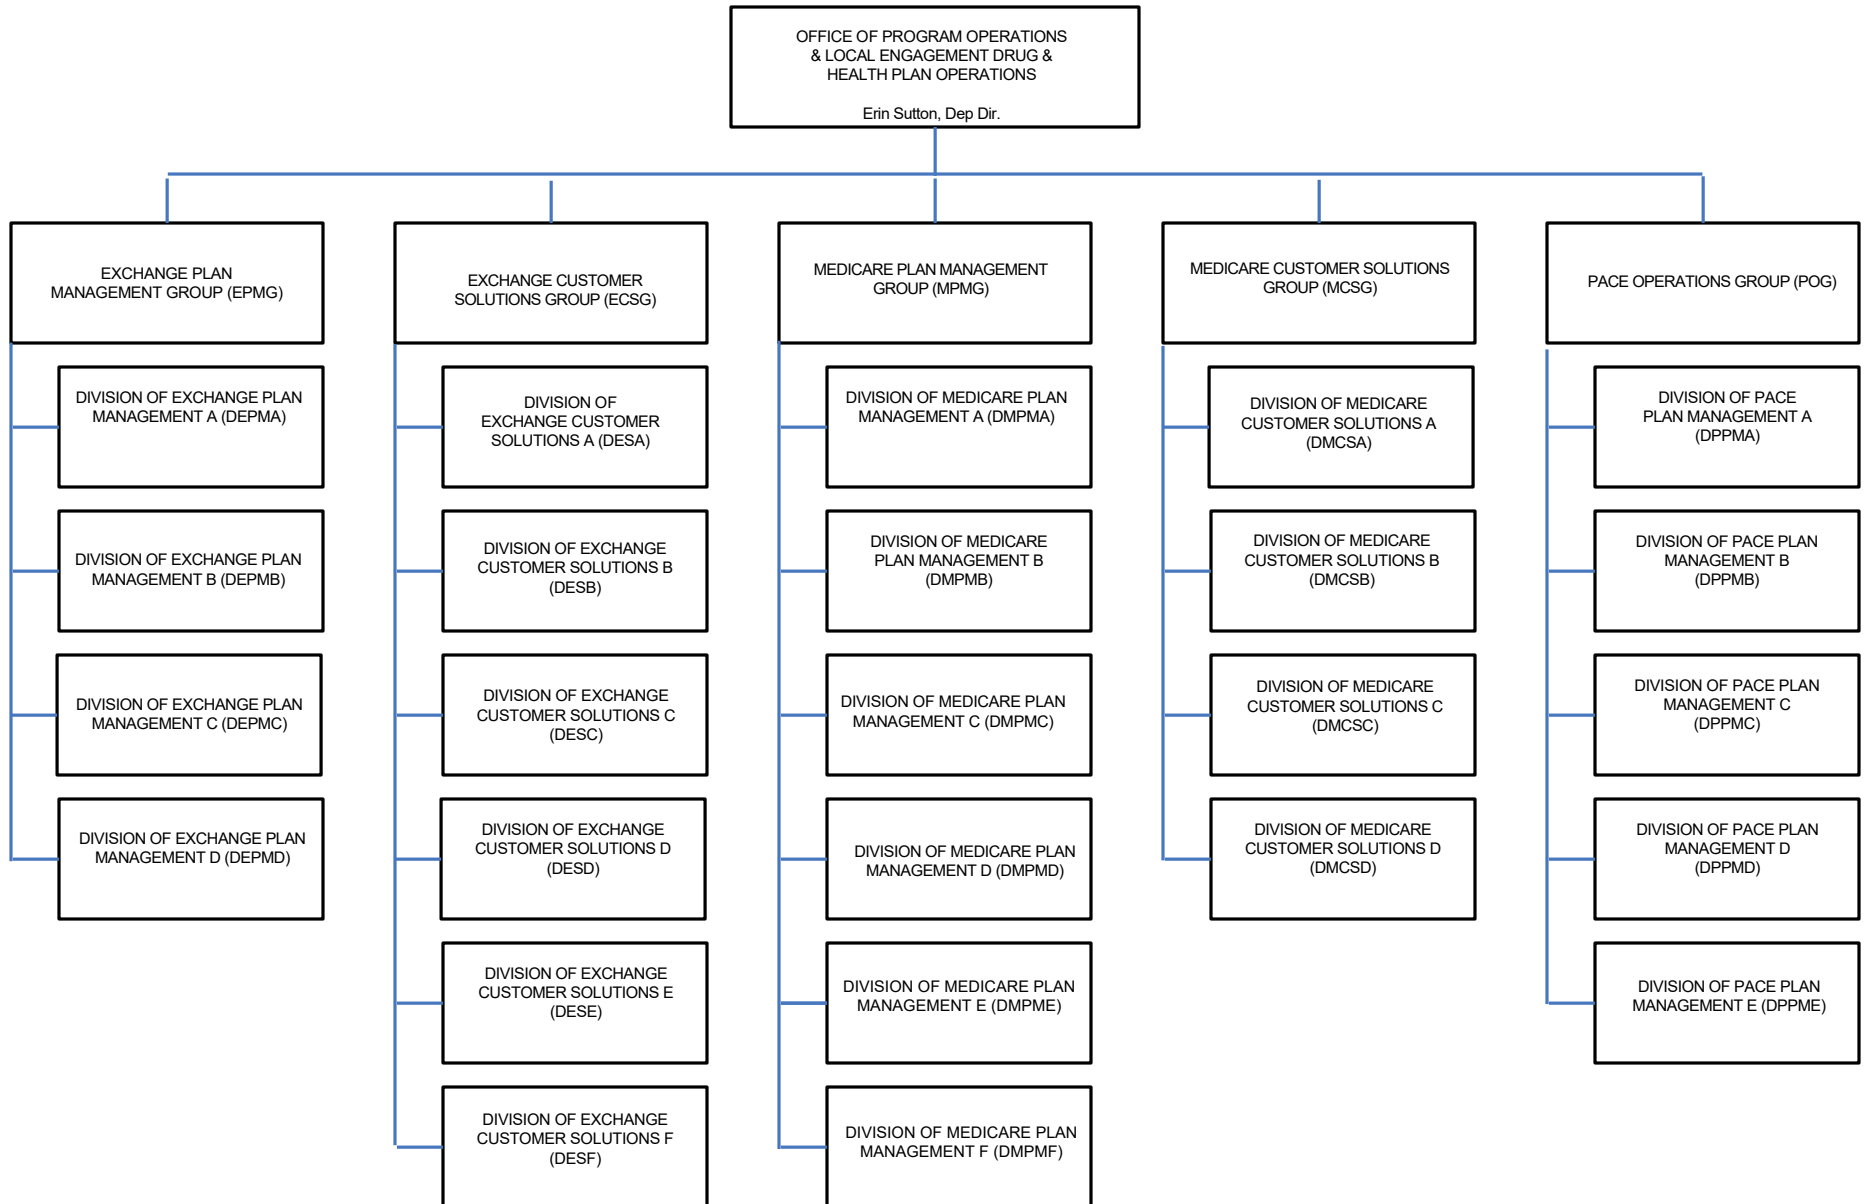 OFFICE OF PROGRAM OPERATIONS
& LOCAL ENGAGEMENT DRUG &
HEALTH PLAN OPERATIONS
Erin Sutton, Dep Dir.
EXCHANGE PLAN
MANAGEMENT GROUP (EPMG)
EXCHANGE CUSTOMER
SOLUTIONS GROUP (ECSG)
MEDICARE PLAN MANAGEMENT
GROUP (MPMG)
MEDICARE CUSTOMER SOLUTIONS
GROUP (MCSG)
PACE OPERATIONS GROUP (POG)
DIVISION OF EXCHANGE PLAN
MANAGEMENT A (DEPMA)
DIVISION OF
EXCHANGE CUSTOMER
SOLUTIONS A (DESA)
DIVISION OF MEDICARE PLAN
MANAGEMENT A (DMPMA)
DIVISION OF MEDICARE
CUSTOMER SOLUTIONS A
(DMCSA)
DIVISION OF PACE
PLAN MANAGEMENT A
(DPPMA)
DIVISION OF EXCHANGE PLAN
MANAGEMENT B (DEPMB)
DIVISION OF EXCHANGE
CUSTOMER SOLUTIONS B
(DESB)
DIVISION OF MEDICARE
PLAN MANAGEMENT B
(DMPMB)
DIVISION OF MEDICARE
CUSTOMER SOLUTIONS B
(DMCSB)
DIVISION OF PACE PLAN
MANAGEMENT B
(DPPMB)
DIVISION OF EXCHANGE PLAN
MANAGEMENT C (DEPMC)
DIVISION OF EXCHANGE
CUSTOMER SOLUTIONS C
(DESC)
DIVISION OF MEDICARE PLAN
MANAGEMENT C (DMPMC)
DIVISION OF MEDICARE
CUSTOMER SOLUTIONS C
(DMCSC)
DIVISION OF PACE PLAN
MANAGEMENT C
(DPPMC)
DIVISION OF EXCHANGE PLAN
MANAGEMENT D (DEPMD)
DIVISION OF EXCHANGE
CUSTOMER SOLUTIONS D
(DESD)
DIVISION OF MEDICARE PLAN
MANAGEMENT D (DMPMD)
DIVISION OF MEDICARE
CUSTOMER SOLUTIONS D
(DMCSD)
DIVISION OF PACE PLAN
MANAGEMENT D
(DPPMD)
DIVISION OF EXCHANGE
CUSTOMER SOLUTIONS E
(DESE)
DIVISION OF MEDICARE PLAN
MANAGEMENT E (DMPME)
DIVISION OF PACE PLAN
MANAGEMENT E (DPPME)
DIVISION OF EXCHANGE
CUSTOMER SOLUTIONS F
(DESF)
DIVISION OF MEDICARE PLAN
MANAGEMENT F (DMPMF)